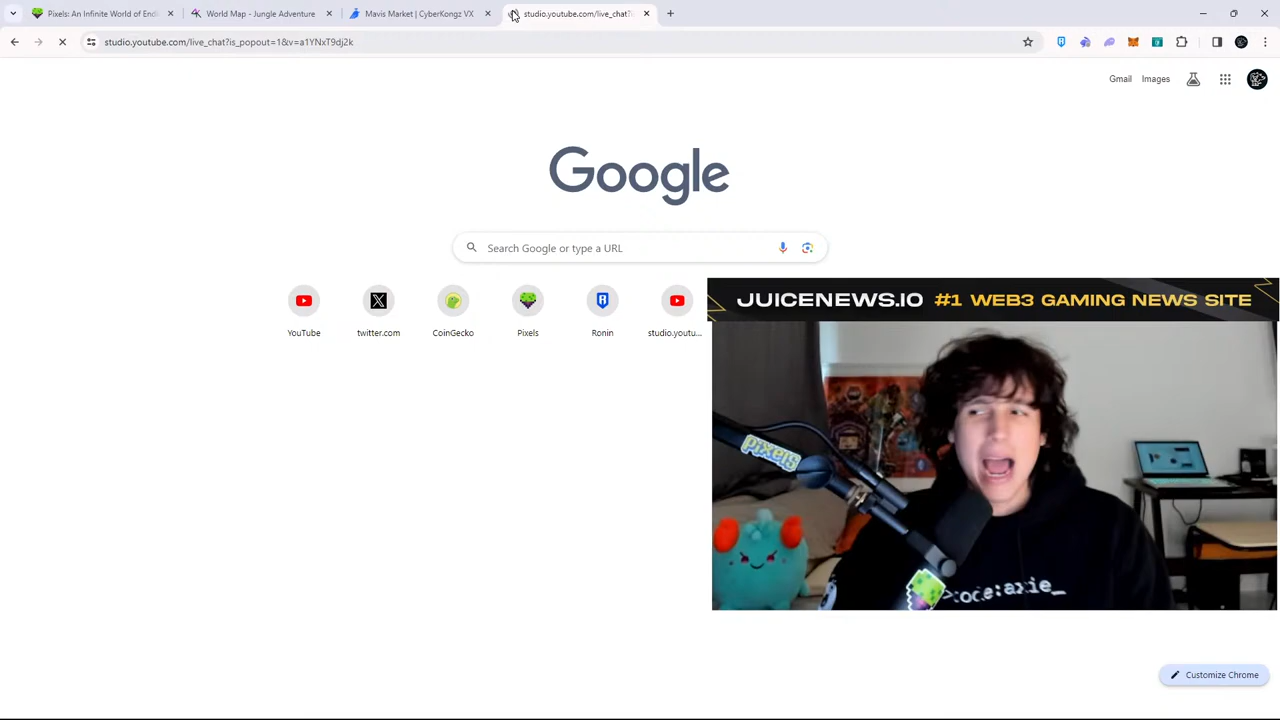 Pixels: An Infinite World of End
World Map - Jungle Adventure
Mavis Market | CyberKongz VX
studio.youtube.com/live_chat?
studio.youtube.com/live_chat?is_popout=1&v=a1YNxT9dj2k
Gmail Images
Google
Search Google or type a URL
YouTube
twitter.com
CoinGecko
Pixels
Ronin
studio.youtu...
JUICENEWS.IO #1 WEB3 GAMING NEWS SITE
pixels
>code:axie_
Customize Chrome